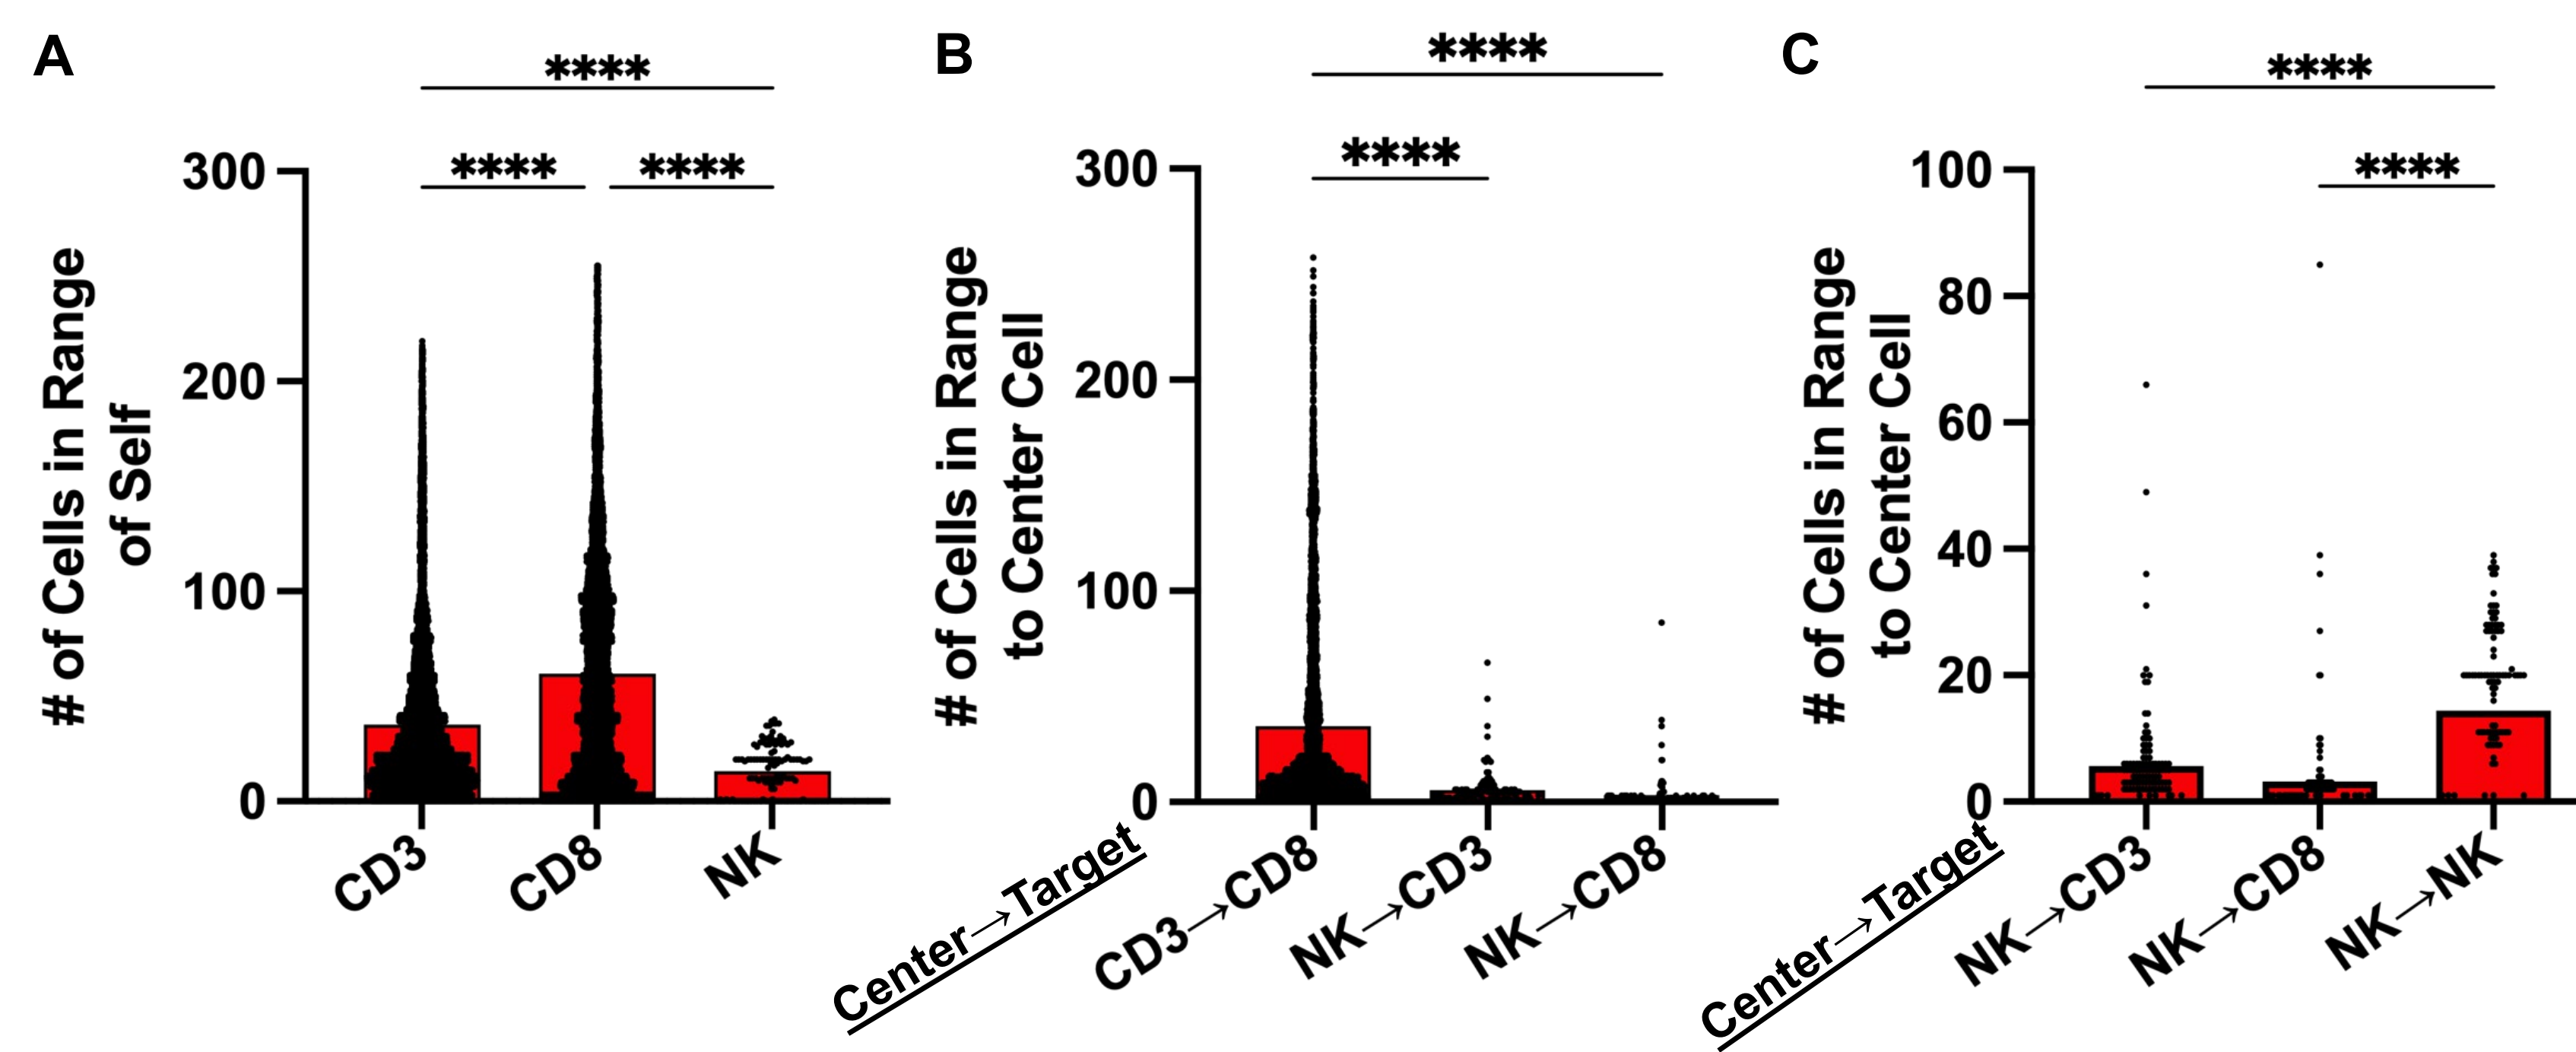 A
****
**** ****
# of Cells in Range
of Self
300
200
100
0
CD3
CD8
NK
B
****
****
# of Cells in Range
to Center Cell
300
200
100
0
Center→Target
CD3→CD8
NK→CD3
NK→CD8
C
****
****
# of Cells in Range
to Center Cell
100
80
60
40
20
0
Center→Target
NK→CD3
NK→CD8
NK→NK